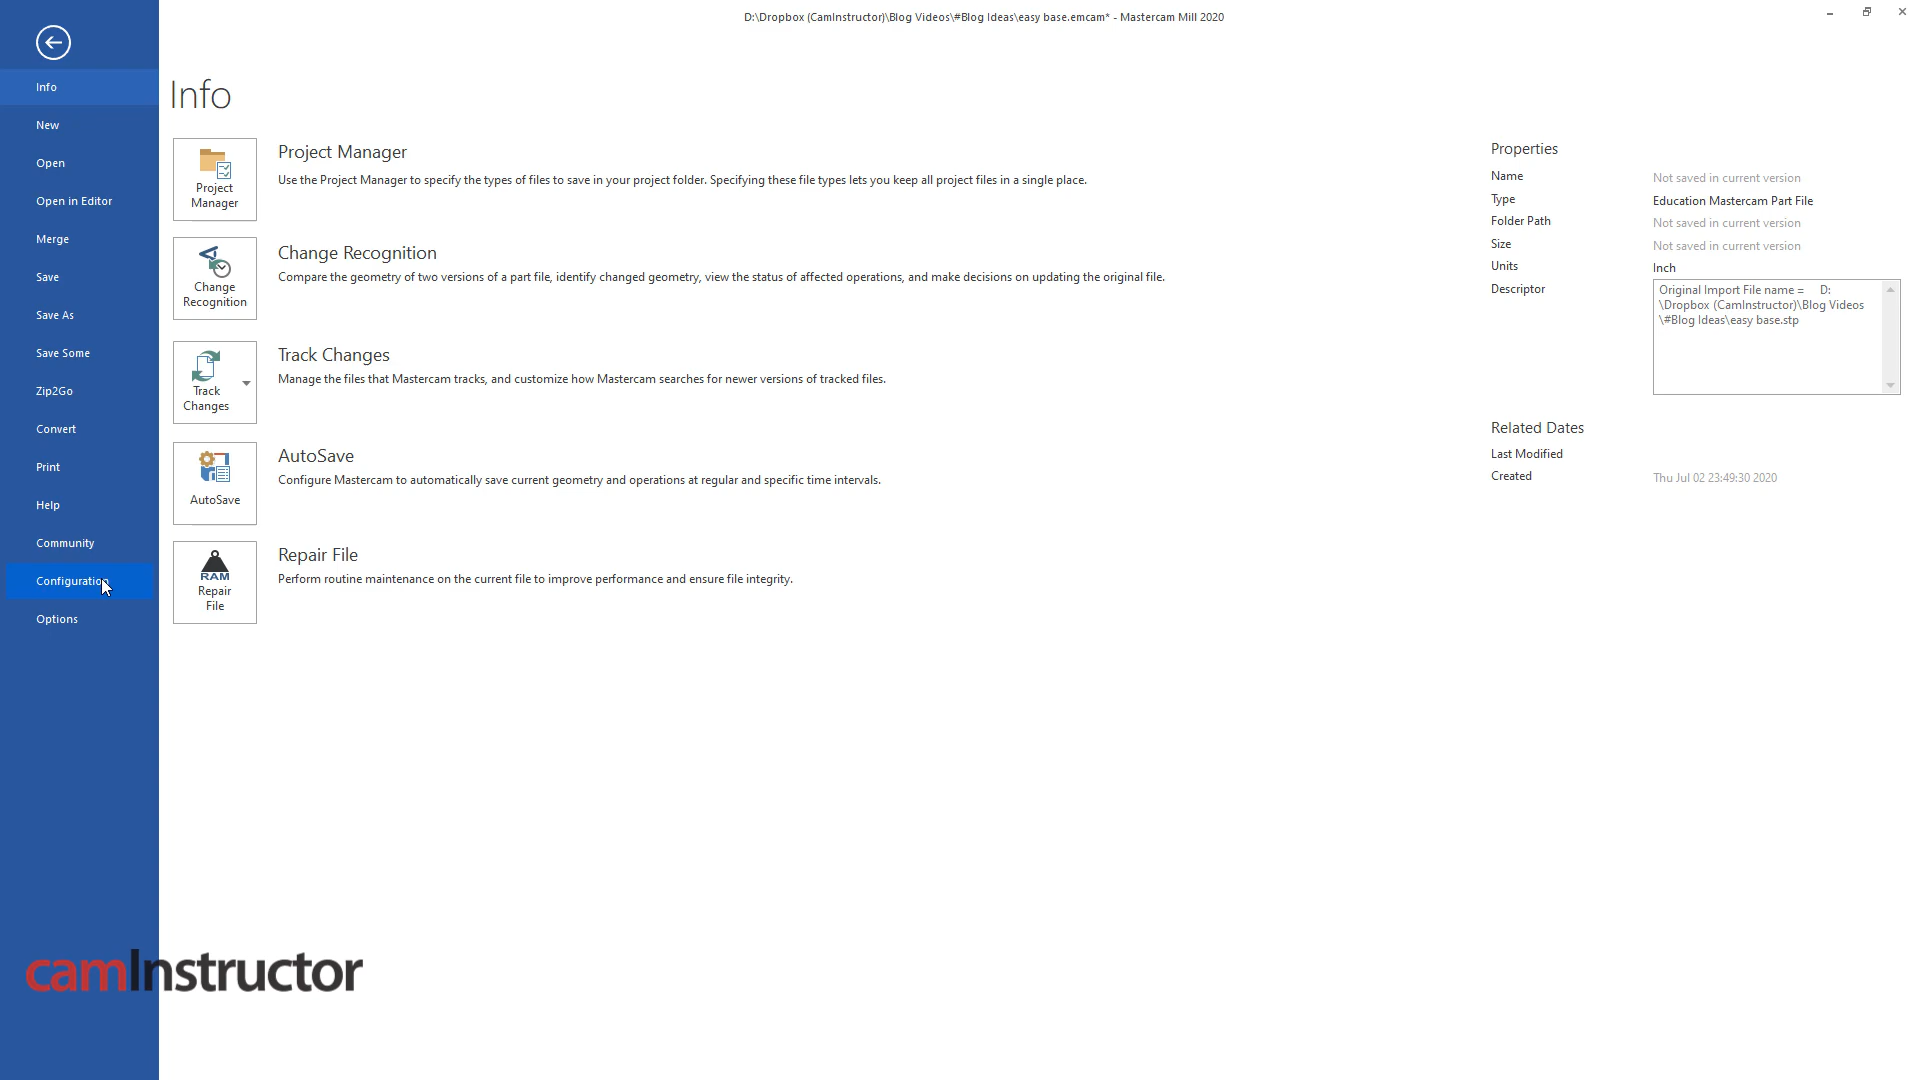 D:\Dropbox (CamInstructor)\Blog Videos\#Blog Ideas\easy base.emcam* - Mastercam Mill 2020
Info
New
Open
Open in Editor
Merge
Save
Save As
Save Some
Zip2Go
Convert
Print
Help
Community
Configuration
Options
Info
Project
Manager
Project Manager
Use the Project Manager to specify the types of files to save in your project folder. Specifying these file types lets you keep all project files in a single place.
Change
Recognition
Change Recognition
Compare the geometry of two versions of a part file, identify changed geometry, view the status of affected operations, and make decisions on updating the original file.
Track
Changes
Track Changes
Manage the files that Mastercam tracks, and customize how Mastercam searches for newer versions of tracked files.
AutoSave
AutoSave
Configure Mastercam to automatically save current geometry and operations at regular and specific time intervals.
RAM
Repair
File
Repair File
Perform routine maintenance on the current file to improve performance and ensure file integrity.
Properties
Name Not saved in current version
Type Education Mastercam Part File
Folder Path Not saved in current version
Size Not saved in current version
Units Inch
Descriptor Original Import File name = D:
\Dropbox (CamInstructor)\Blog Videos
\#Blog Ideas\easy base.stp
Related Dates
Last Modified
Created Thu Jul 02 23:49:30 2020
camInstructor